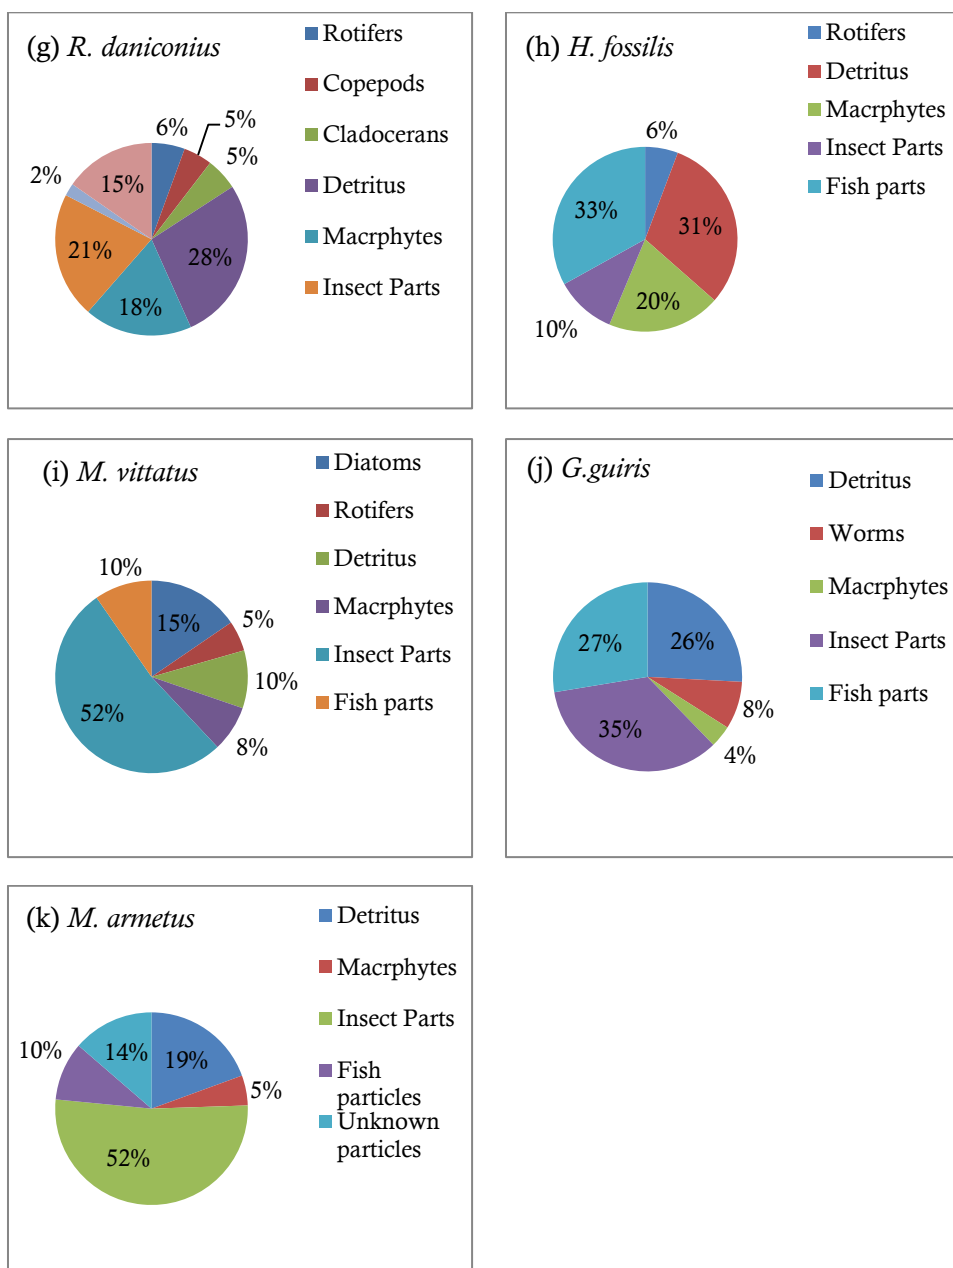 (g) R. daniconius
Rotifers
Copepods
Cladocerans
Detritus
Macrphytes
Insect Parts
6%
5%
5%
28%
18%
21%
2%
15%
(h) H. fossilis
Rotifers
Detritus
Macrphytes
Insect Parts
Fish parts
6%
31%
20%
10%
33%
(i) M. vittatus
Diatoms
Rotifers
Detritus
Macrphytes
Insect Parts
Fish parts
15%
5%
10%
8%
52%
10%
(j) G.guiris
Detritus
Worms
Macrphytes
Insect Parts
Fish parts
26%
8%
4%
35%
27%
(k) M. armetus
Detritus
Macrphytes
Insect Parts
Fish
particles
Unknown
particles
19%
5%
52%
10%
14%